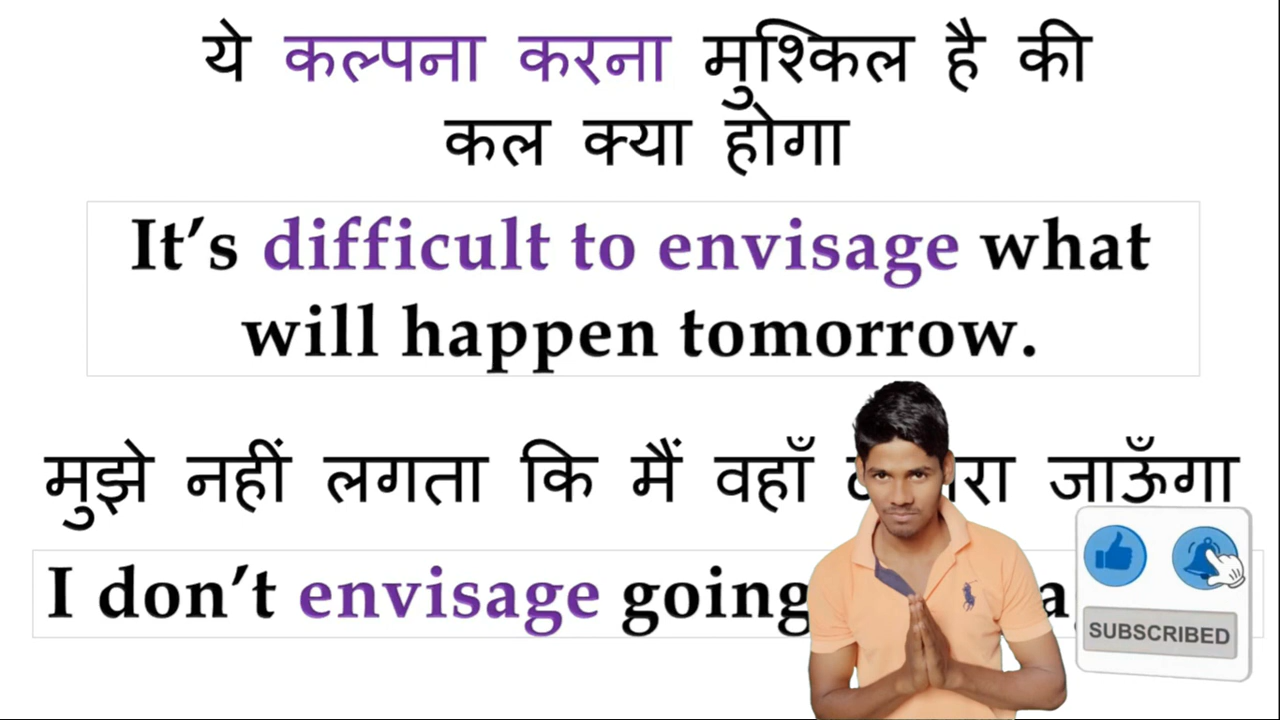 ये कल्पना करना मुश्किल है की
कल क्या होगा
It’s difficult to envisage what
will happen tomorrow.
मुझे नहीं लगता कि मैं वहाँ जाऊँगा
I don’t envisage going
SUBSCRIBED